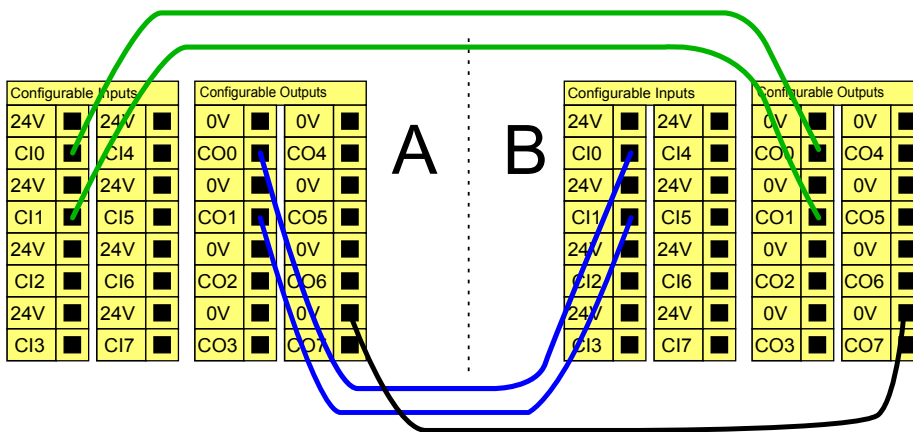 Configurable Inputs
24V 24V
CI0 CI4
24V 24V
CI1 CI5
24V 24V
CI2 CI6
24V 24V
CI3 CI7
Configurable Outputs
0V 0V
CO0 CO4
0V 0V
CO1 CO5
0V 0V
CO2 CO6
0V 0V
CO3 CO7
A
B
Configurable Inputs
24V 24V
CI0 CI4
24V 24V
CI1 CI5
24V 24V
CI2 CI6
24V 24V
CI3 CI7
Configurable Outputs
0V 0V
CO0 CO4
0V 0V
CO1 CO5
0V 0V
CO2 CO6
0V 0V
CO3 CO7